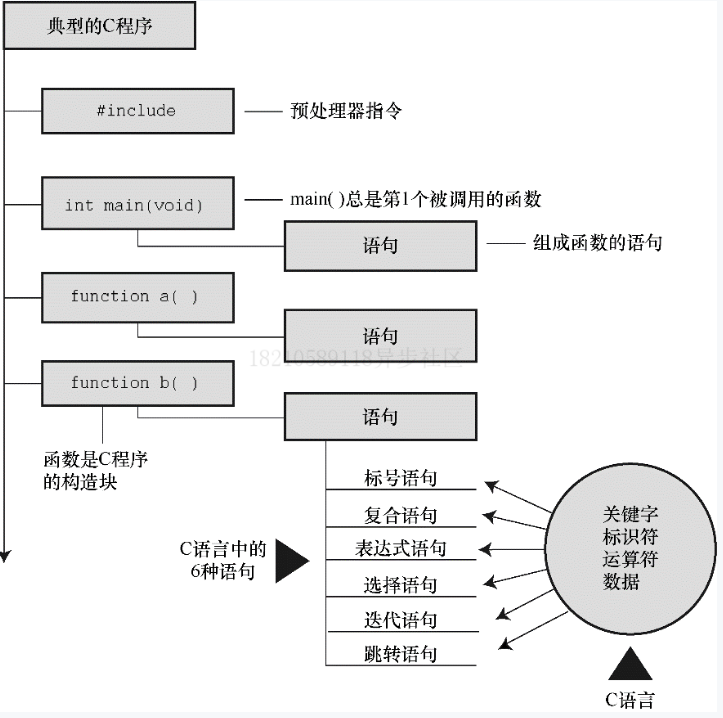 典型的C程序
#include
预处理器指令
int main(void)
main( )总是第1个被调用的函数
语句
组成函数的语句
function a( )
语句
18210589118异步社区
function b( )
语句
函数是C程序
的构造块
标号语句
复合语句
表达式语句
选择语句
迭代语句
跳转语句
C语言中的
6种语句
关键字
标识符
运算符
数据
C语言